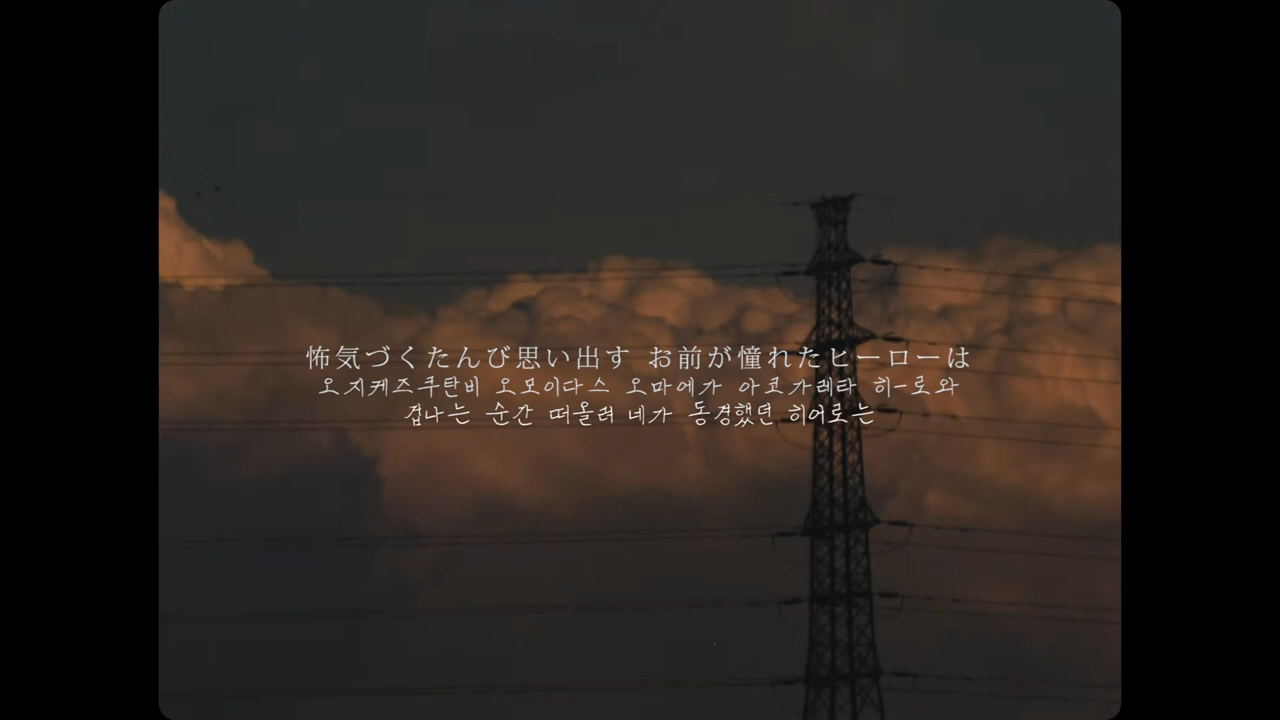 怖気づくたんび思い出す お前が憧れたヒーローは
오지케즈쿠탄비 오모이다스 오마에가 아코가레타 히-로와
겁나는 순간 떠올려 네가 동경했던 히어로는